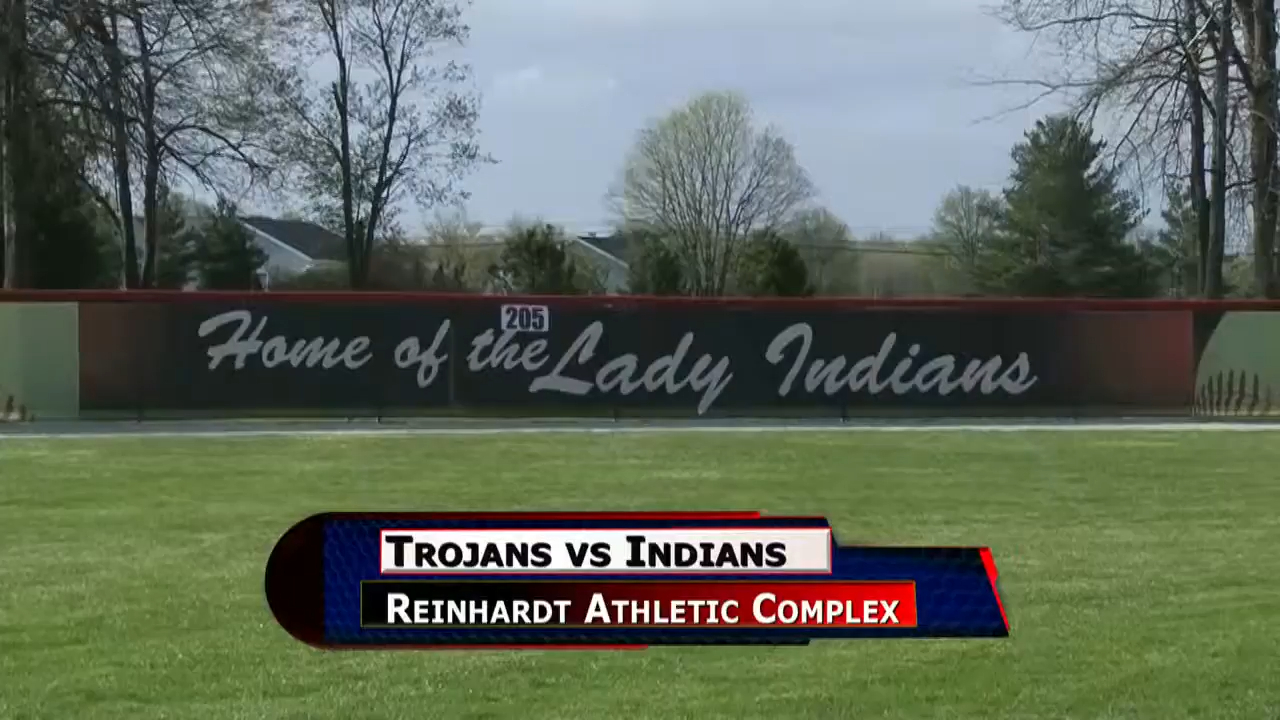 205
Home of the Lady Indians
TROJANS VS INDIANS
REINHARDT ATHLETIC COMPLEX